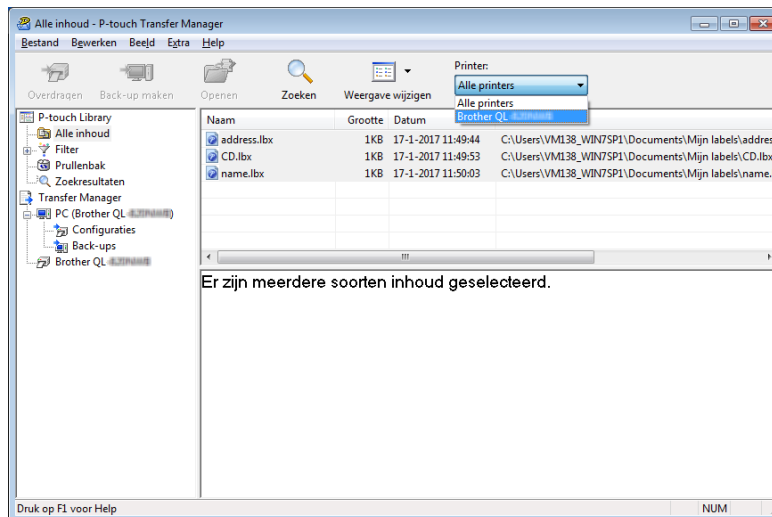 Alle inhoud - P-touch Transfer Manager
Bestand Bewerken Beeld Extra Help
Printer:
Overdragen Back-up maken Openen Zoeken Weergave wijzigen Alle printers
Alle printers
Brother QL
P-touch Library
Alle inhoud
Filter
Prullenbak
Zoekresultaten
Transfer Manager
PC (Brother QL )
Configuraties
Back-ups
Brother QL
Naam Grootte Datum
address.lbx 1KB 17-1-2017 11:49:44 C:\Users\VM138_WIN7SP1\Documents\Mijn labels\addres
CD.lbx 1KB 17-1-2017 11:49:53 C:\Users\VM138_WIN7SP1\Documents\Mijn labels\CD.lbx
name.lbx 1KB 17-1-2017 11:50:03 C:\Users\VM138_WIN7SP1\Documents\Mijn labels\name.
Er zijn meerdere soorten inhoud geselecteerd.
Druk op F1 voor Help NUM